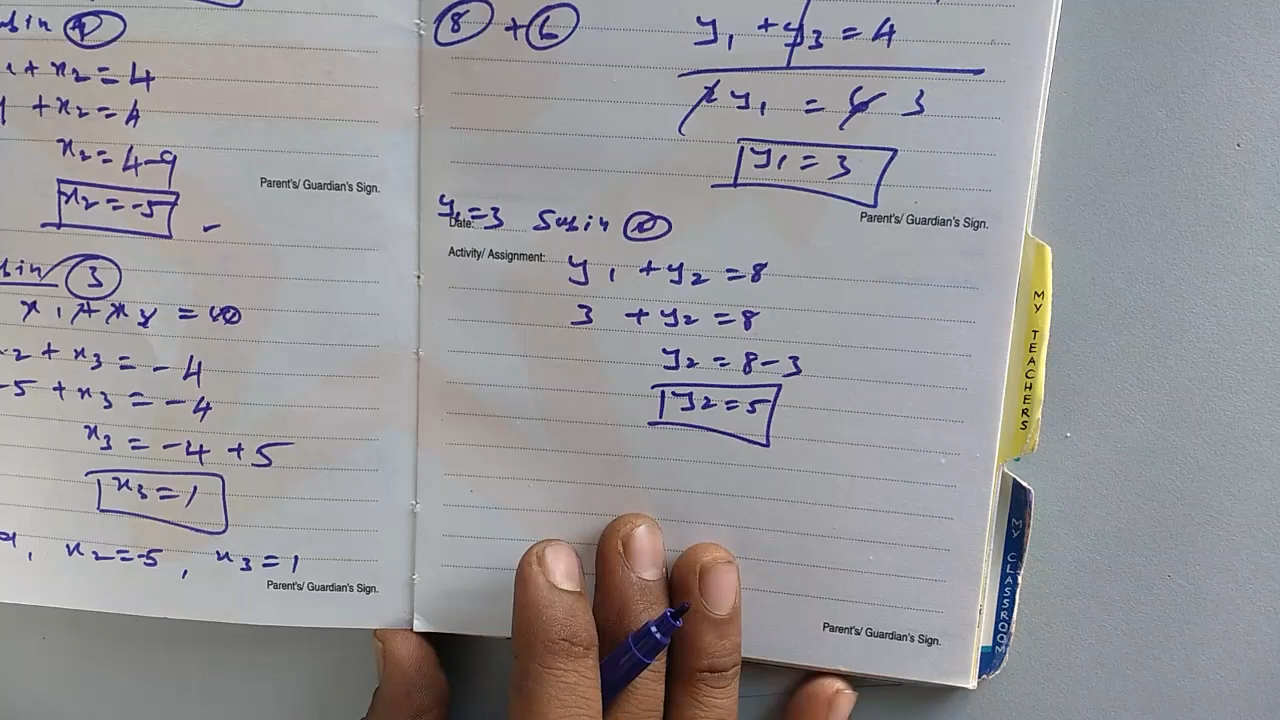 x₂ = 4
+ x₂ = 4
x₂ = 4-9
Parent's/ Guardian's Sign.
x₂ = -5
3
+ x₃ = -4
-5 + x₃ = -4
x₃ = -4 + 5
x₃ = 1
x₂ = -5, x₃ = 1
Parent's/ Guardian's Sign.
8 + 6
y₁ + y₃ = 4
2y₁ = 6 3
y₁ = 3
Parent's/ Guardian's Sign.
y₁ = 3 Sub in
Date:
Activity/ Assignment:
y₁ + y₂ = 8
3 + y₂ = 8
y₂ = 8 - 3
y₂ = 5
Parent's/ Guardian's Sign.
MY TEACHERS
MY CLASSROOM